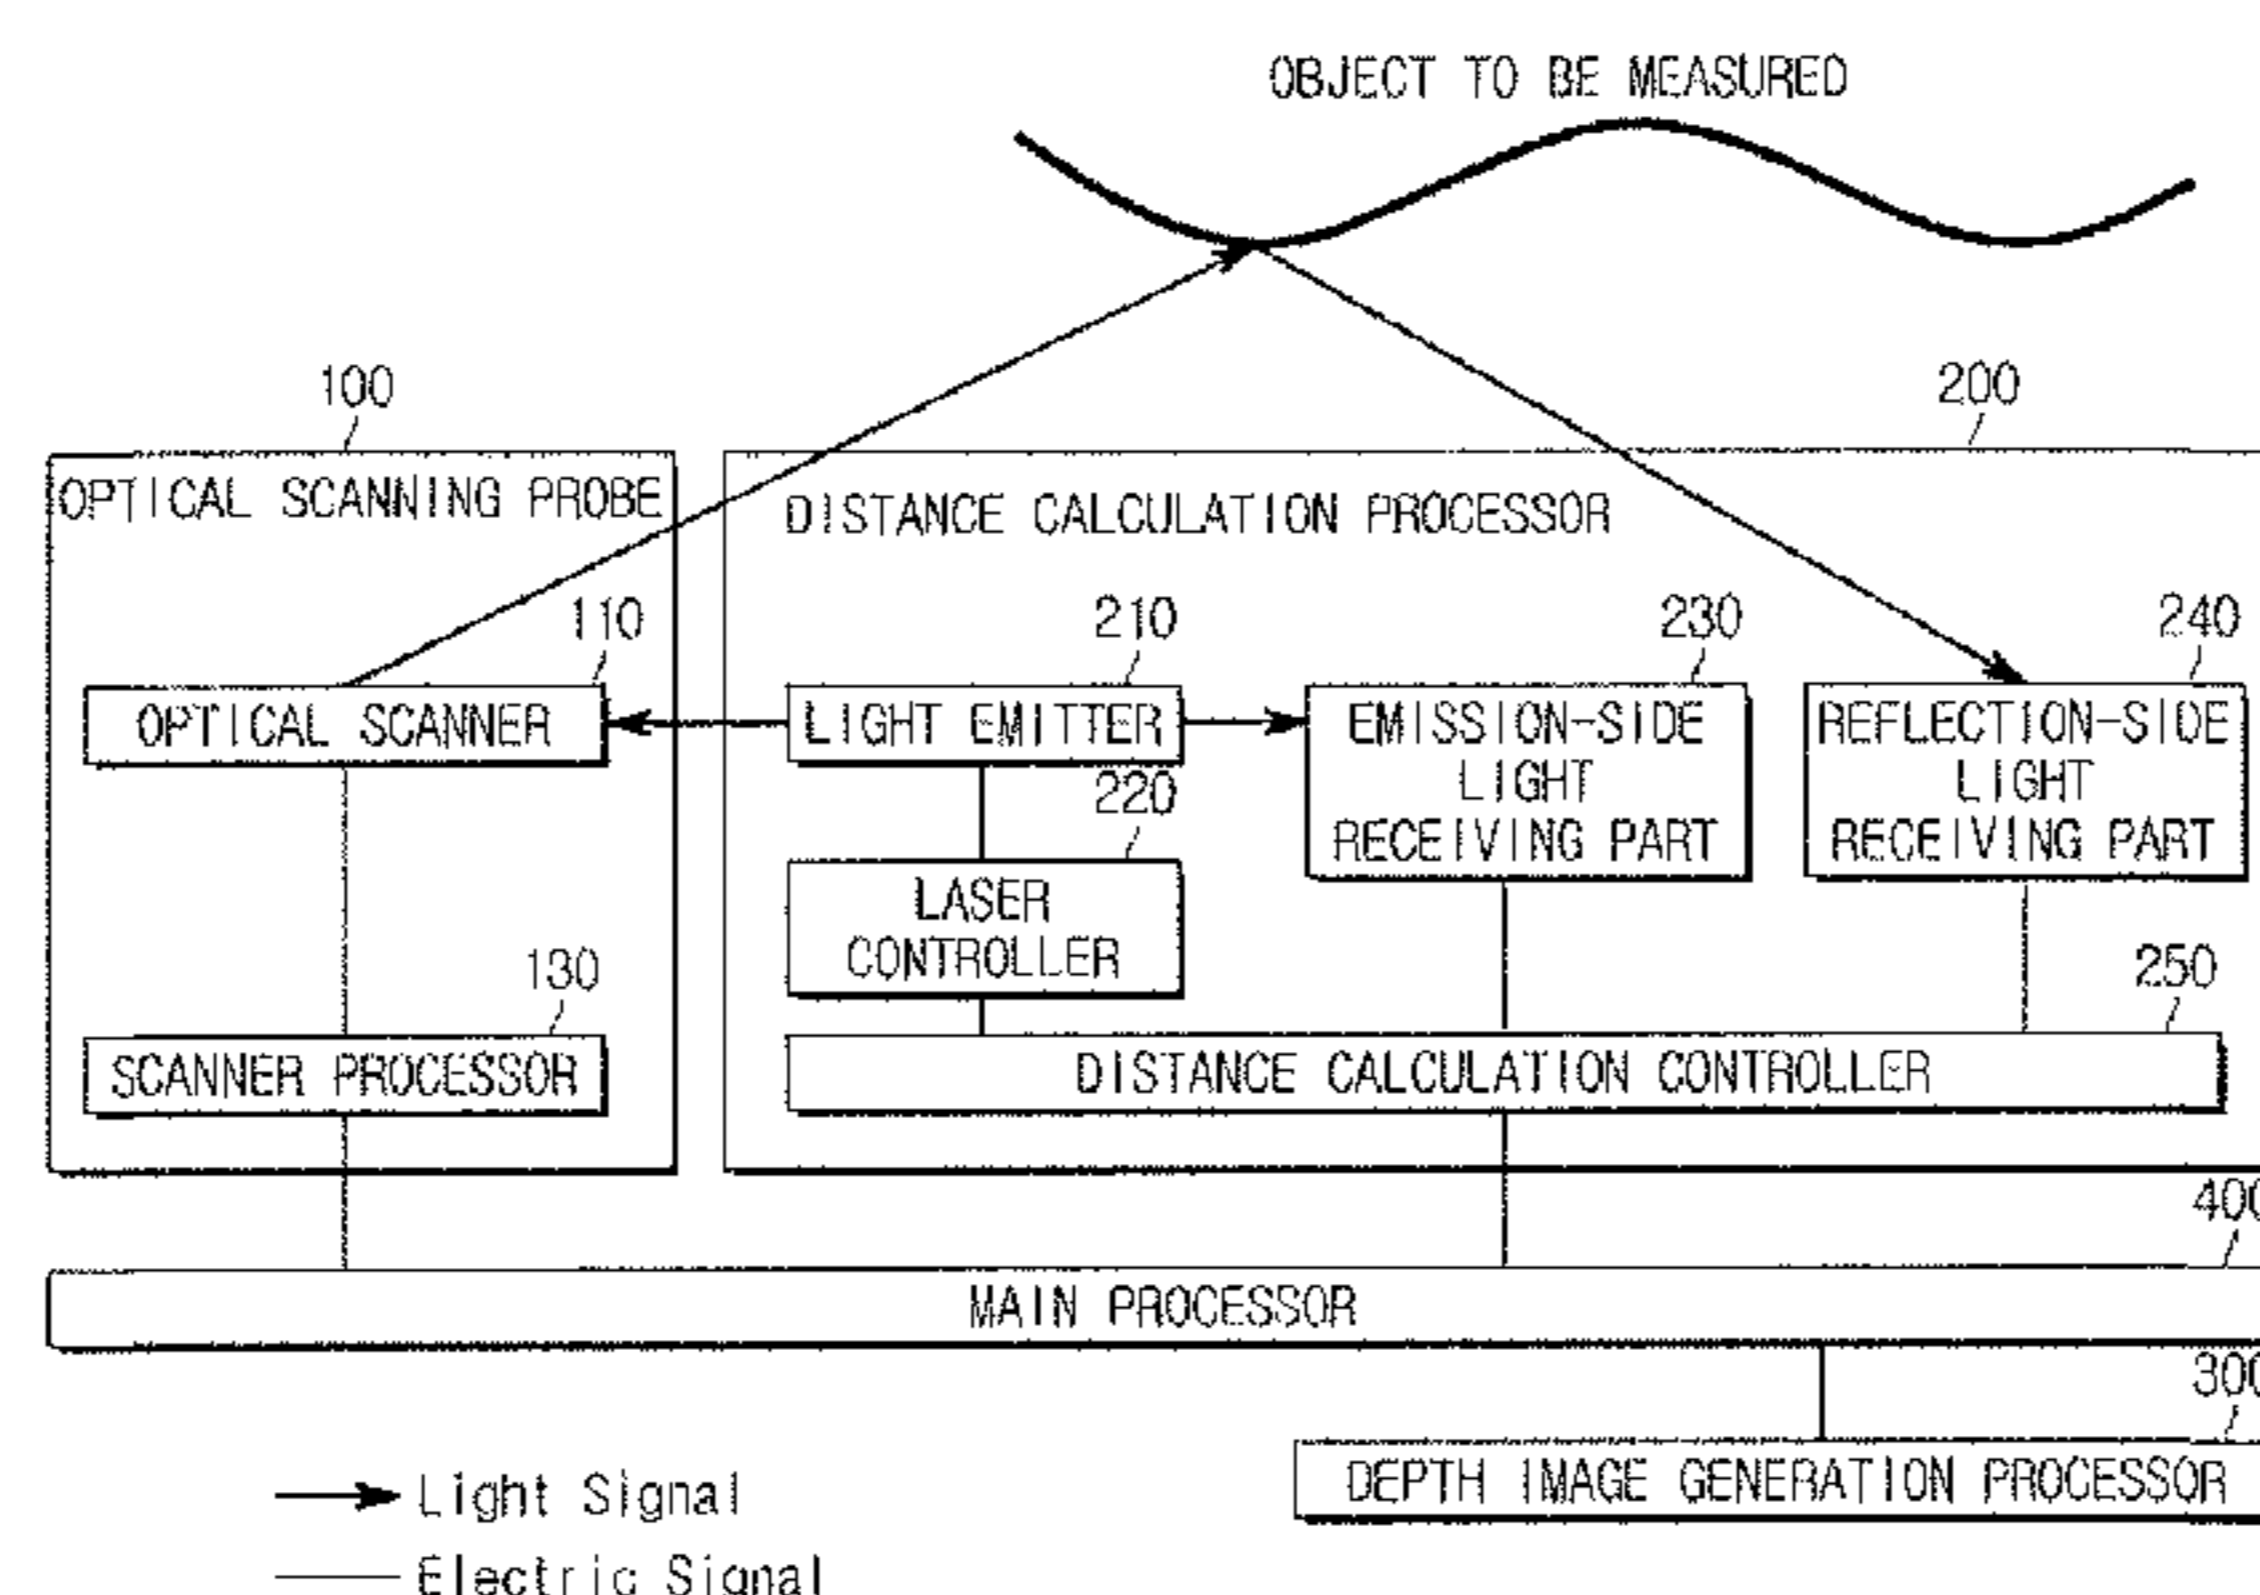 OBJECT TO BE MEASURED
100
200
OPTICAL SCANNING PROBE
DISTANCE CALCULATION PROCESSOR
110
210
230
240
OPTICAL SCANNER
LIGHT EMITTER
EMISSION-SIDE
LIGHT
RECEIVING PART
REFLECTION-SIDE
LIGHT
RECEIVING PART
220
LASER
CONTROLLER
130
250
SCANNER PROCESSOR
DISTANCE CALCULATION CONTROLLER
400
MAIN PROCESSOR
300
DEPTH IMAGE GENERATION PROCESSOR
Light Signal
Electric Signal